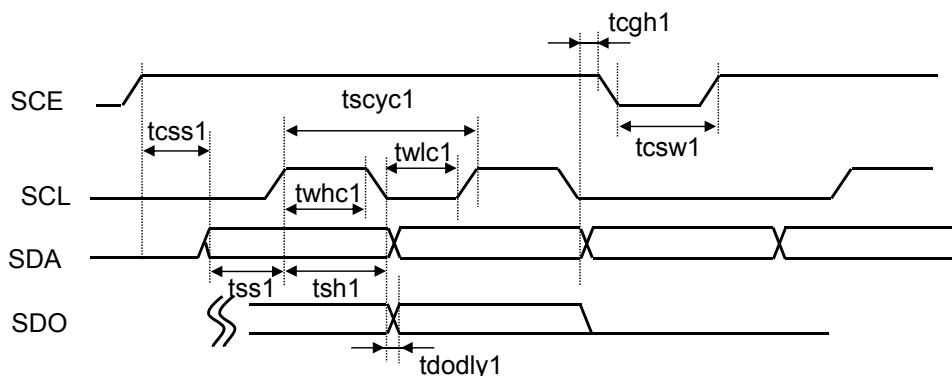 tcgh1
SCE
tscyc1
tcss1
twlc1
tcsw1
SCL
twhc1
SDA
tss1
tsh1
SDO
tdodly1